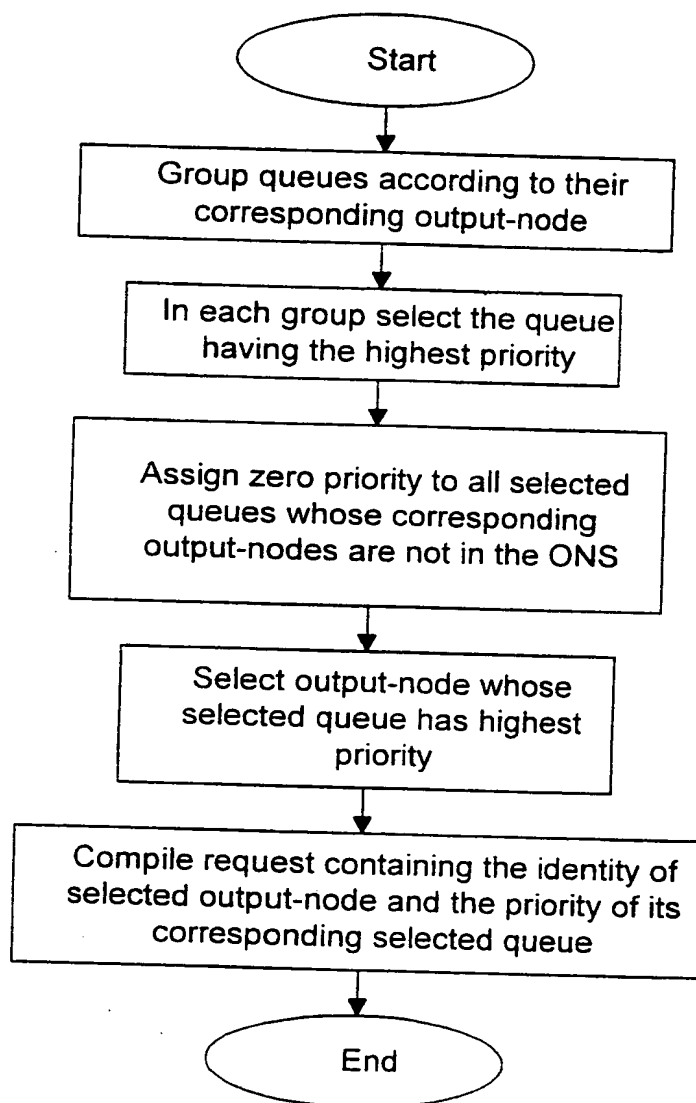 Start
Group queues according to their
corresponding output-node
In each group select the queue
having the highest priority
Assign zero priority to all selected
queues whose corresponding
output-nodes are not in the ONS
Select output-node whose
selected queue has highest
priority
Compile request containing the identity of
selected output-node and the priority of its
corresponding selected queue
End